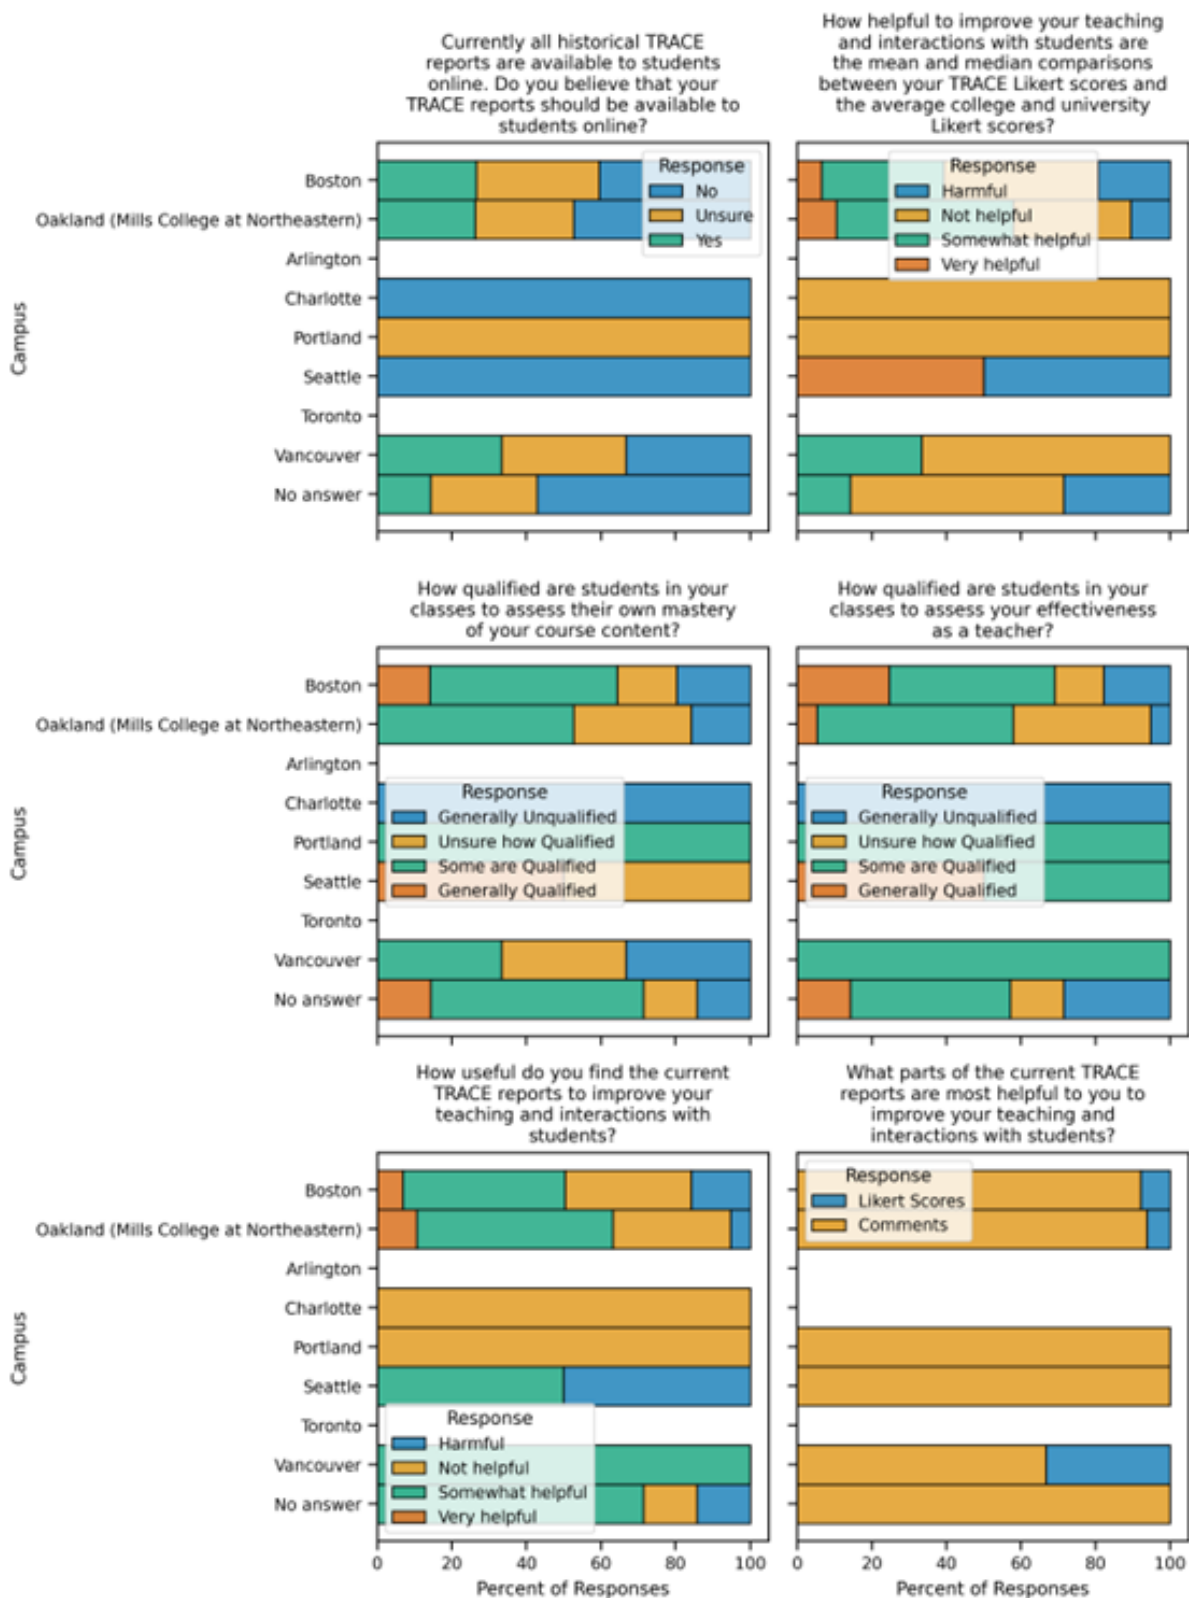 Currently all historical TRACE
reports are available to students
online. Do you believe that your
TRACE reports should be available to
students online?
How helpful to improve your teaching
and interactions with students are
the mean and median comparisons
between your TRACE Likert scores and
the average college and university
Likert scores?
Campus
Boston
Oakland (Mills College at Northeastern)
Arlington
Charlotte
Portland
Seattle
Toronto
Vancouver
No answer
Response
No
Unsure
Yes
Response
Harmful
Not helpful
Somewhat helpful
Very helpful
How qualified are students in your
classes to assess their own mastery
of your course content?
How qualified are students in your
classes to assess your effectiveness
as a teacher?
Campus
Boston
Oakland (Mills College at Northeastern)
Arlington
Charlotte
Portland
Seattle
Toronto
Vancouver
No answer
Response
Generally Unqualified
Unsure how Qualified
Some are Qualified
Generally Qualified
Response
Generally Unqualified
Unsure how Qualified
Some are Qualified
Generally Qualified
How useful do you find the current
TRACE reports to improve your
teaching and interactions with
students?
What parts of the current TRACE
reports are most helpful to you to
improve your teaching and
interactions with students?
Campus
Boston
Oakland (Mills College at Northeastern)
Arlington
Charlotte
Portland
Seattle
Toronto
Vancouver
No answer
Response
Harmful
Not helpful
Somewhat helpful
Very helpful
Response
Likert Scores
Comments
0 20 40 60 80 100
Percent of Responses
0 20 40 60 80 100
Percent of Responses